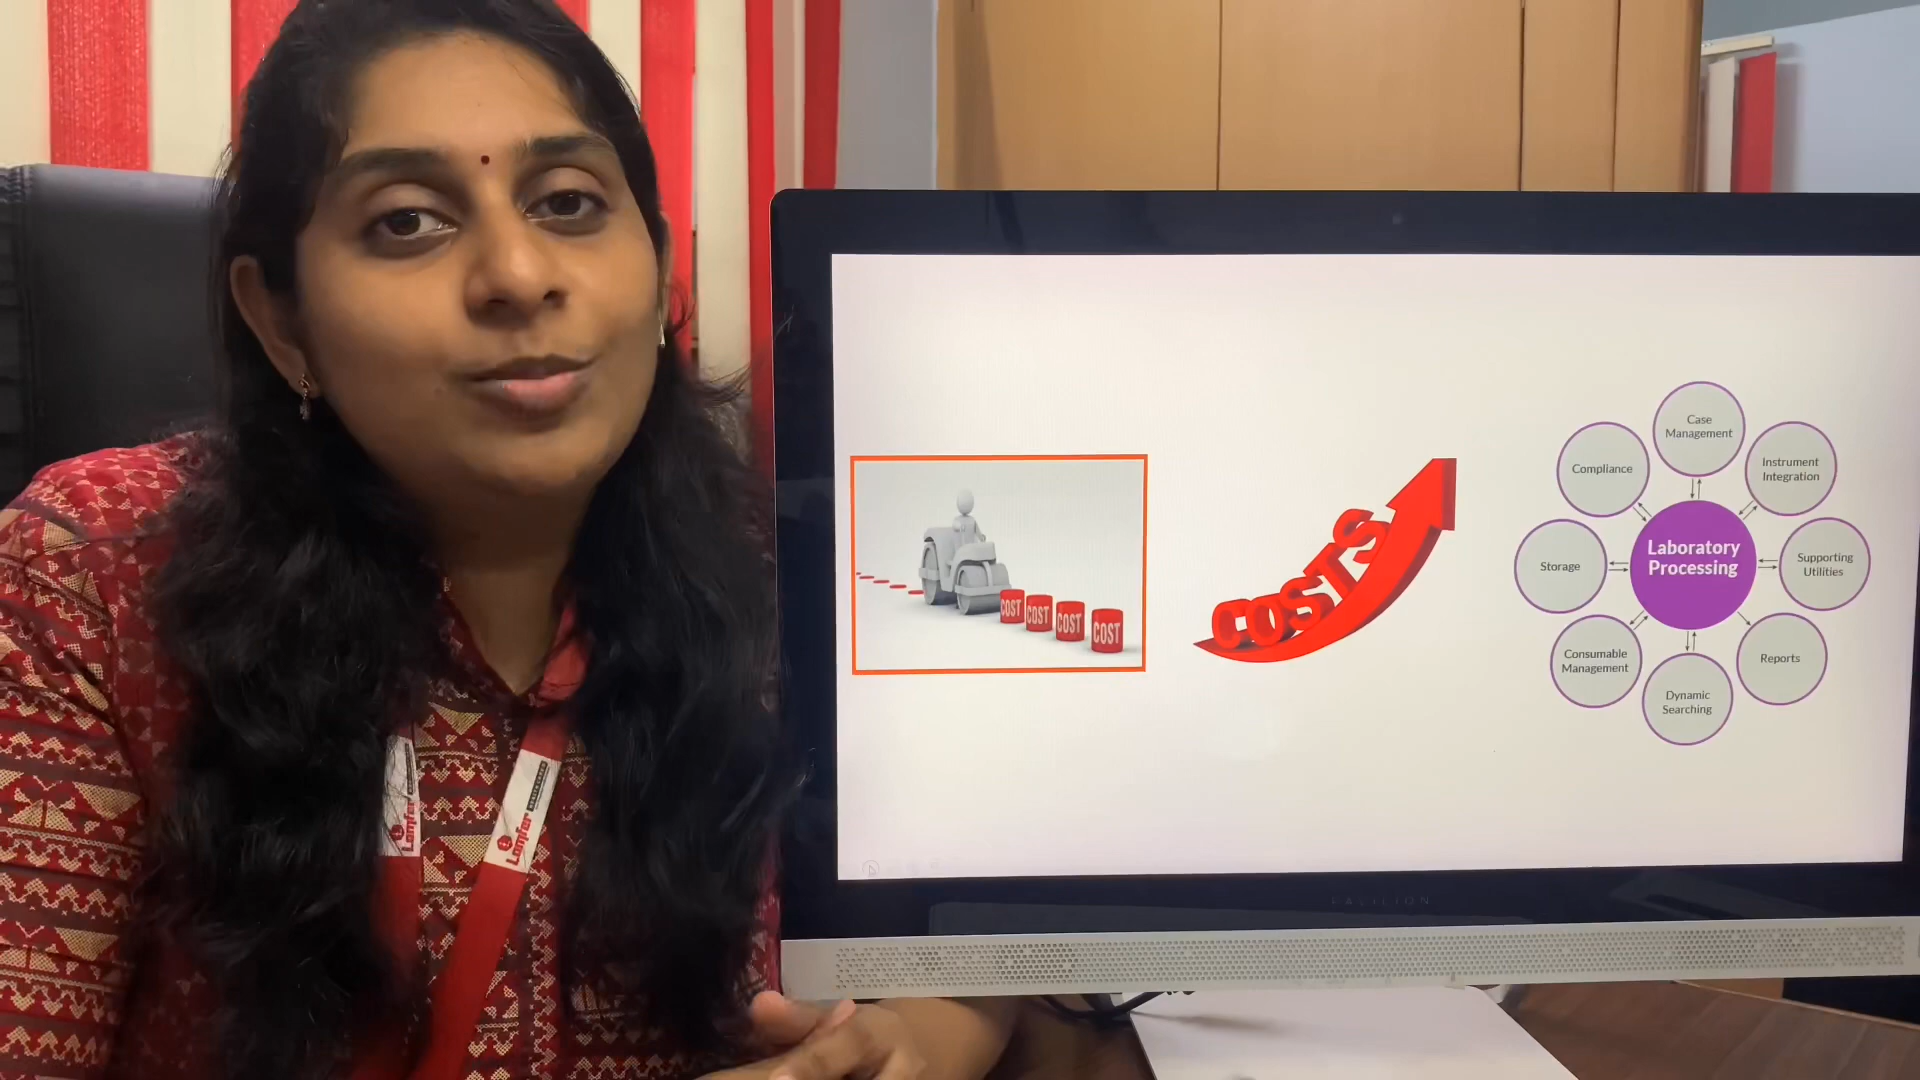 Lamfer
Lamfer
COST
COST
COST
COST
COSTS
Case
Management
Instrument
Integration
Supporting
Utilities
Reports
Dynamic
Searching
Consumable
Management
Storage
Compliance
Laboratory
Processing
PAVILION